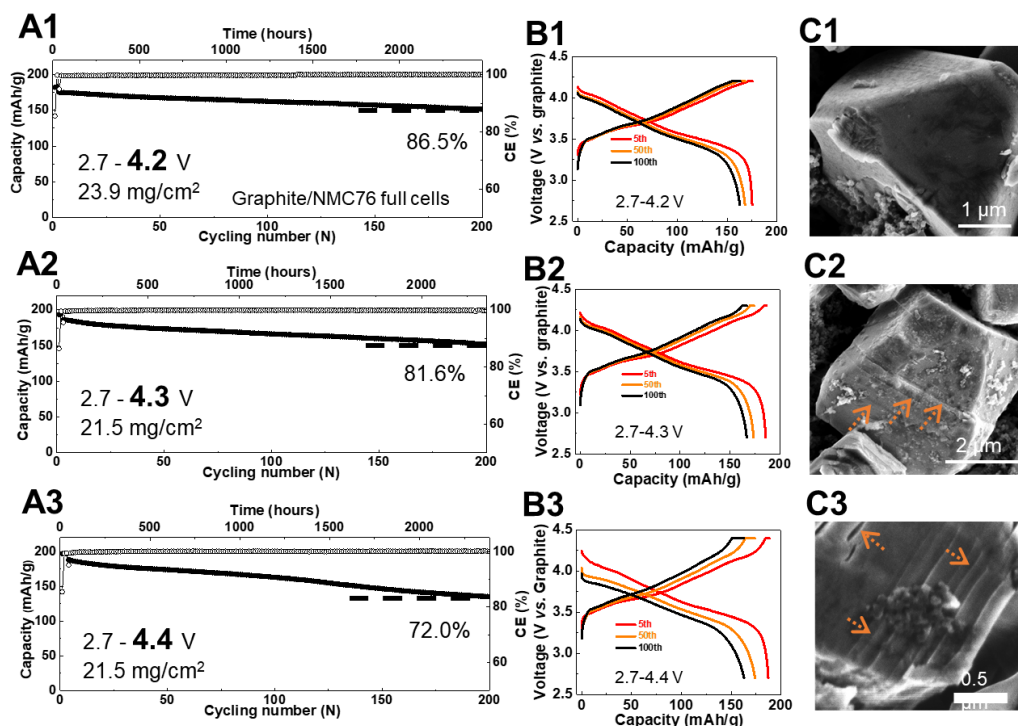 A1
Time (hours)
0 500 1000 1500 2000
Capacity (mAh/g)
200
150
100
50
0
100
80
60
CE (%)
86.5%
2.7 - 4.2 V
23.9 mg/cm²
Graphite/NMC76 full cells
0 50 100 150 200
Cycling number (N)
B1
Voltage (V vs. graphite)
4.5
4.0
3.5
3.0
2.5
5th
50th
100th
2.7-4.2 V
0 50 100 150 200
Capacity (mAh/g)
C1
1 µm
A2
Time (hours)
0 500 1000 1500 2000
Capacity (mAh/g)
200
150
100
50
0
100
80
60
CE (%)
81.6%
2.7 - 4.3 V
21.5 mg/cm²
0 50 100 150 200
Cycling number (N)
B2
Voltage (V vs. graphite)
4.5
4.0
3.5
3.0
2.5
5th
50th
100th
2.7-4.3 V
0 50 100 150 200
Capacity (mAh/g)
C2
2 µm
A3
Time (hours)
0 500 1000 1500 2000
Capacity (mAh/g)
200
150
100
50
0
100
80
60
CE (%)
72.0%
2.7 - 4.4 V
21.5 mg/cm²
0 50 100 150 200
Cycling number (N)
B3
Voltage (V vs. Graphite)
4.5
4.0
3.5
3.0
2.5
5th
50th
100th
2.7-4.4 V
0 50 100 150 200
Capacity (mAh/g)
C3
0.5
µm